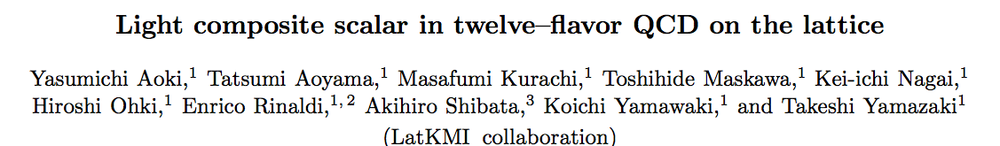 Light composite scalar in twelve–flavor QCD on the lattice
Yasumichi Aoki,¹ Tatsumi Aoyama,¹ Masafumi Kurachi,¹ Toshihide Maskawa,¹ Kei-ichi Nagai,¹
Hiroshi Ohki,¹ Enrico Rinaldi,¹,² Akihiro Shibata,³ Koichi Yamawaki,¹ and Takeshi Yamazaki¹
(LatKMI collaboration)